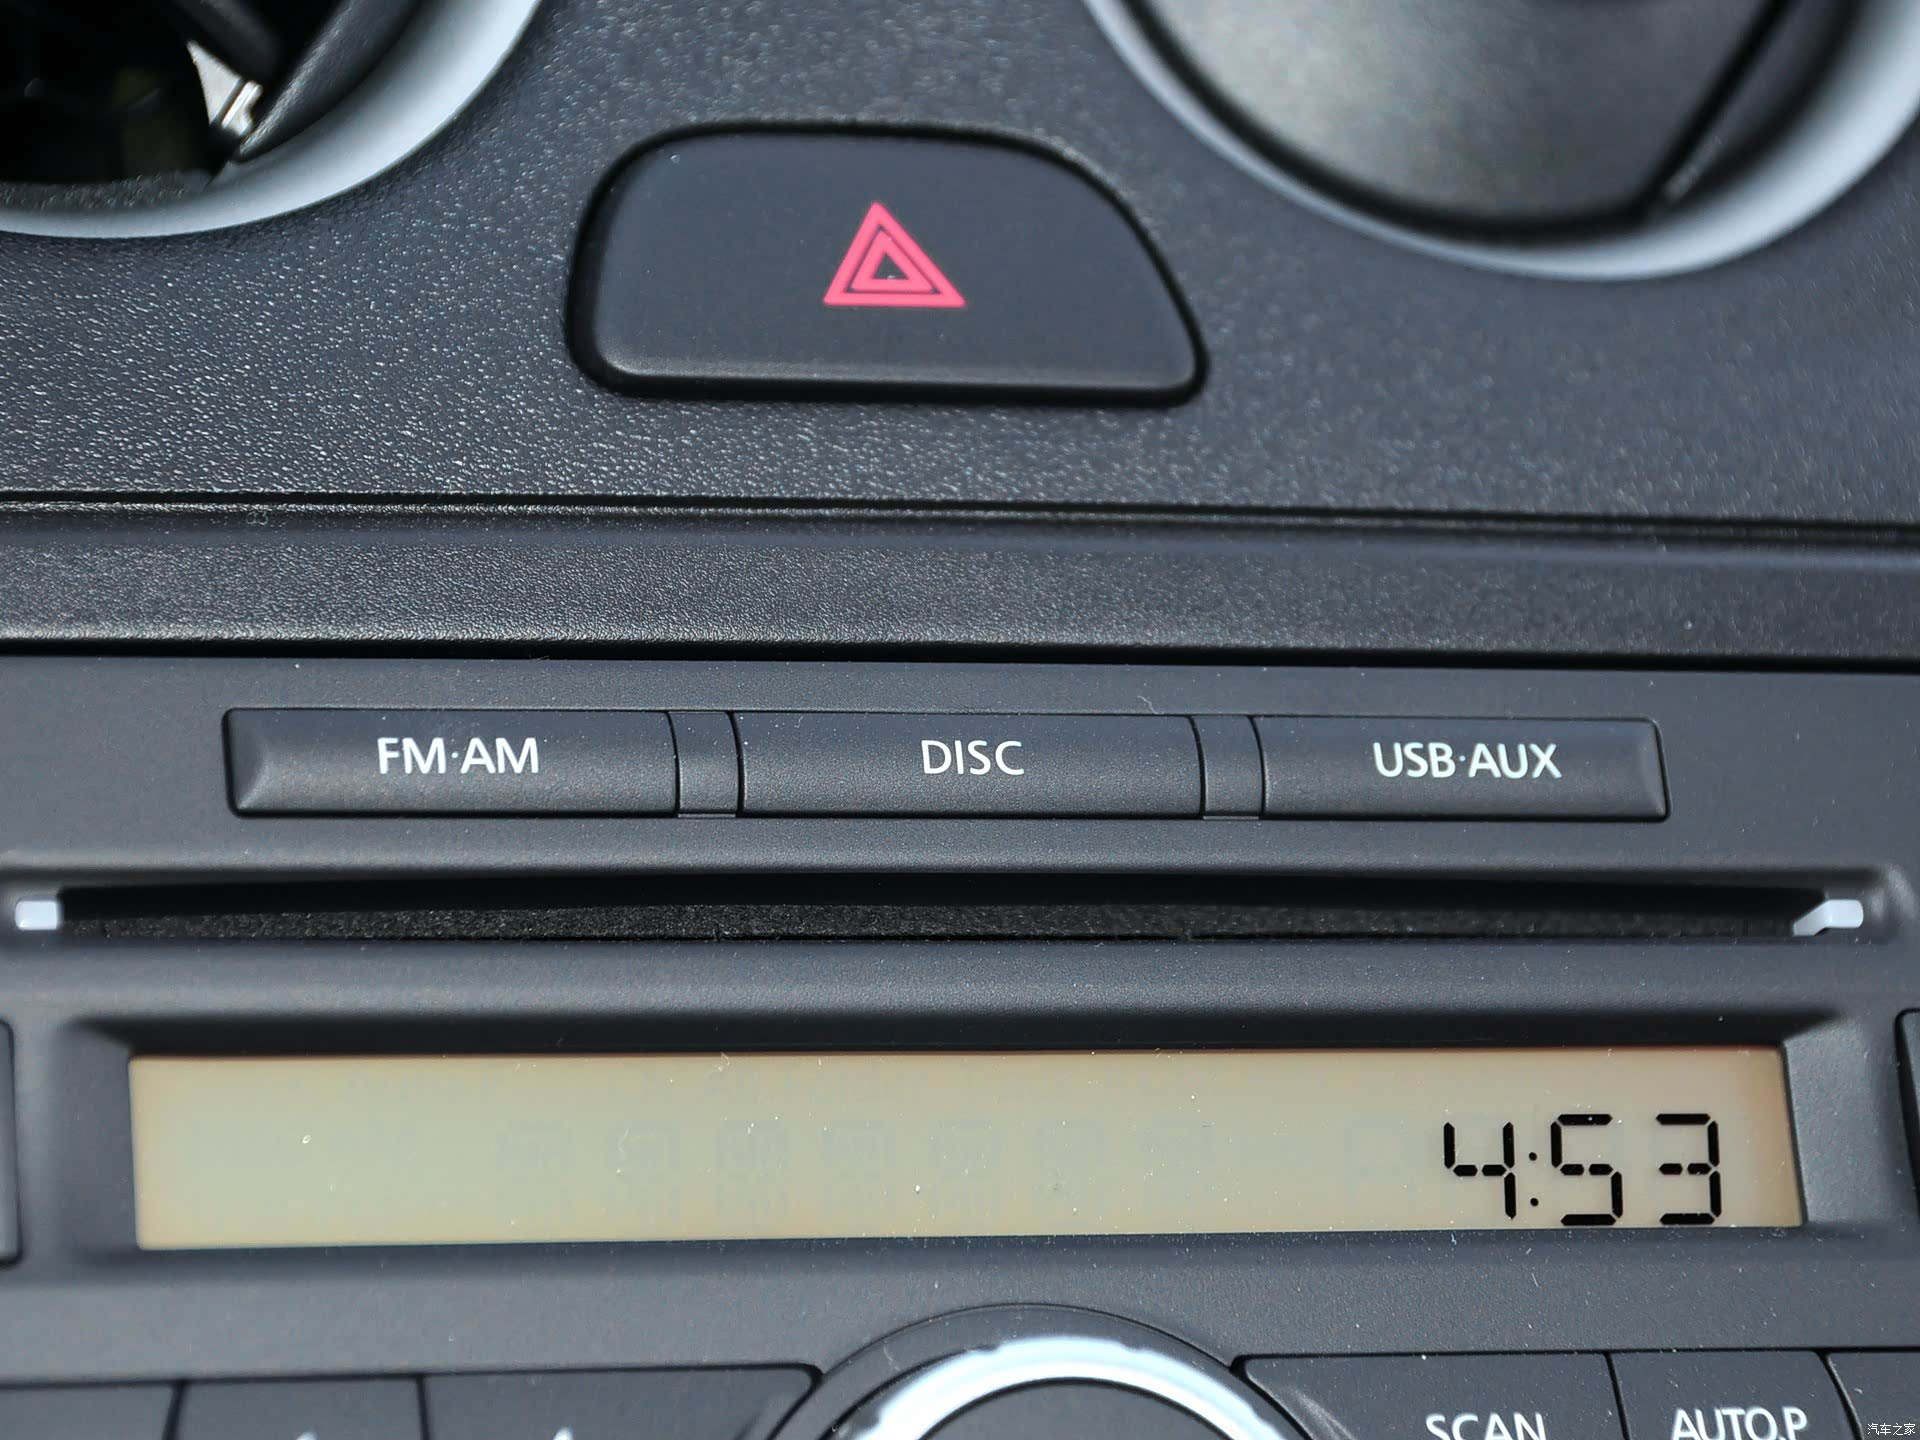 FM·AM DISC USB·AUX
4:53
SCAN AUTO.P
汽车之家